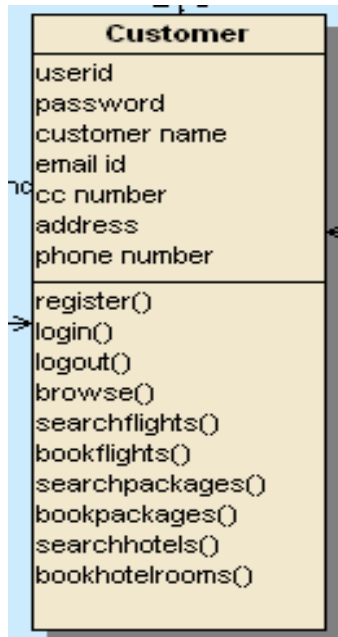 Customer
userid
password
customer name
email id
cc number
address
phone number
register()
login()
logout()
browse()
searchflights()
bookflights()
searchpackages()
bookpackages()
searchhotels()
bookhotelrooms()